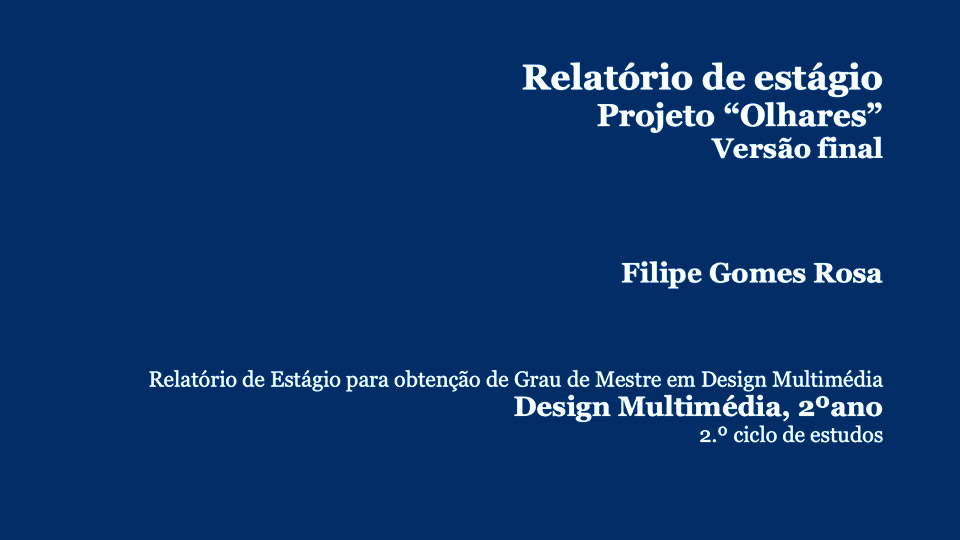 Relatório de estágio
Projeto “Olhares”
Versão final
Filipe Gomes Rosa
Relatório de Estágio para obtenção de Grau de Mestre em Design Multimédia
Design Multimédia, 2ºano
2.º ciclo de estudos